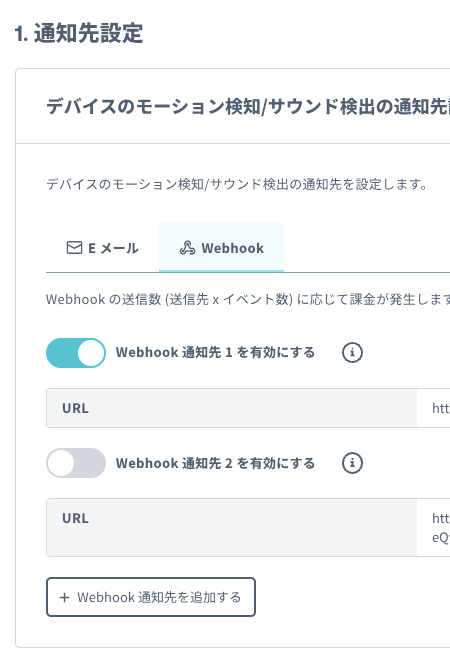 1. 通知先設定
デバイスのモーション検知/サウンド検出の通知先
デバイスのモーション検知/サウンド検出の通知先を設定します。
E メール
Webhook
Webhook の送信数 (送信先 x イベント数) に応じて課金が発生しま
Webhook 通知先 1 を有効にする
URL
htt
Webhook 通知先 2 を有効にする
URL
htt
eQ
+ Webhook 通知先を追加する